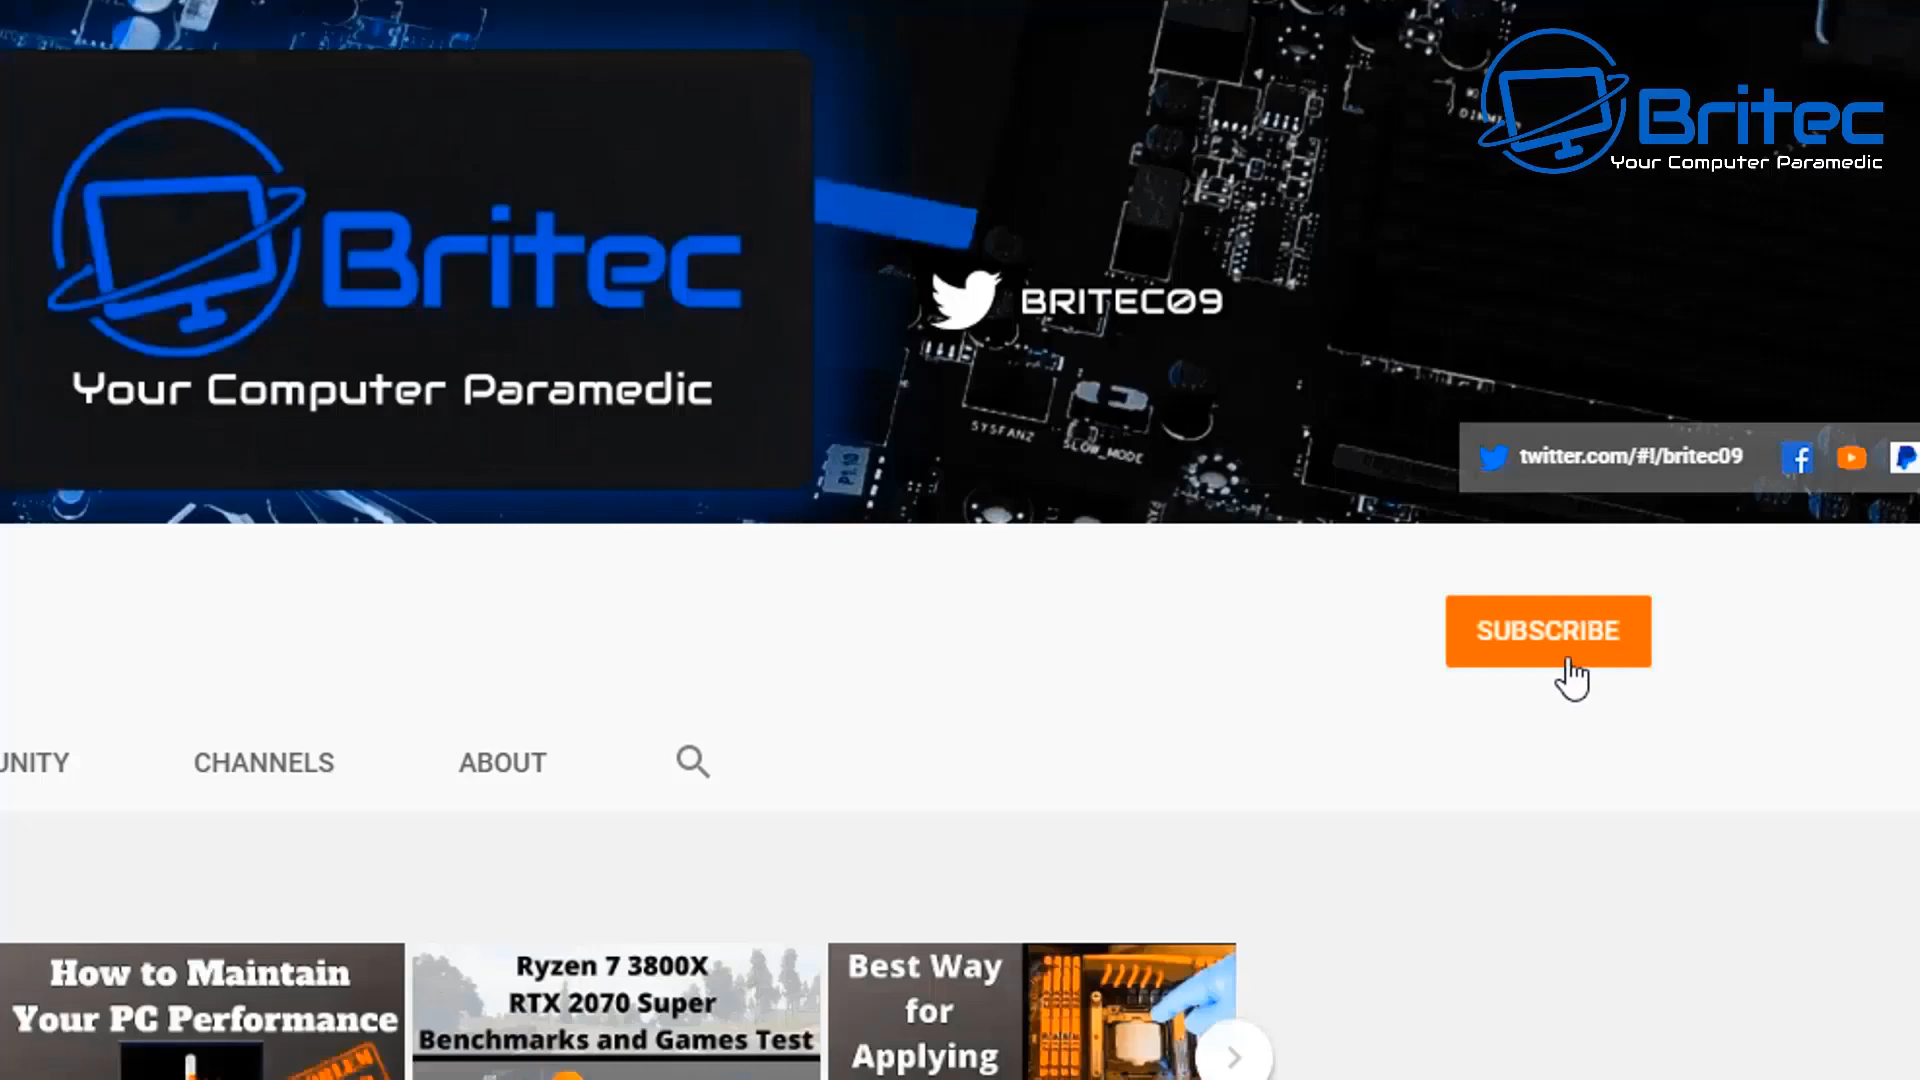 Britec
Your Computer Paramedic
Britec
Your Computer Paramedic
BRITEC09
SYSFAN2
SLOW_MODE
twitter.com/#!/britec09
SUBSCRIBE
UNITY
CHANNELS
ABOUT
How to Maintain
Your PC Performance
Ryzen 7 3800X
RTX 2070 Super
Benchmarks and Games Test
Best Way
for
Applying